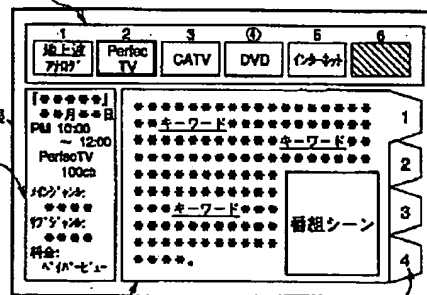 1 2 3 ④ 5 6
地上波
アナログ
Perfec
TV
CATV
DVD
インターネット
『●●●●●』
●●月●●日
PM 10:00
～ 12:00
PerfecTV
100ch
メインジャンル:
●●●●
サブジャンル:
●●●●
料金:
ペイパービュー
●●●●●●●●●●●●●●●●●●
●●キーワード●●●●●●●●●●●
●●●●●●●●●●●キーワード●●
●●●●●●●●●●●●●●●●●●
●●●●●●●●●●●
●●●●●●●●●●●
●●●キーワード●●●
●●●●●●●●●●●
●●●●●●●●●●●
●●●●。
番組シーン
1
2
3
4